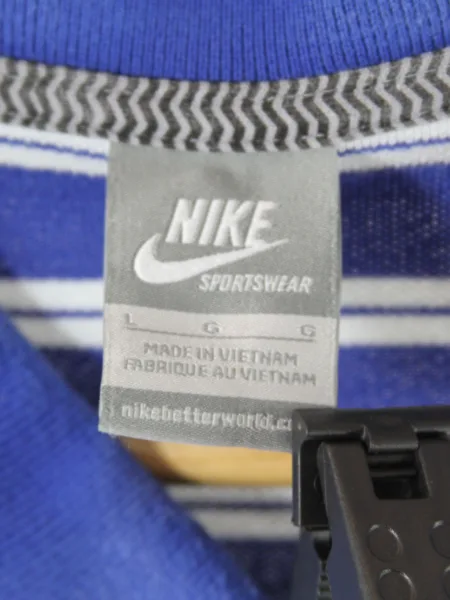 NIKE
SPORTSWEAR
L G G
MADE IN VIETNAM
FABRIQUE AU VIETNAM